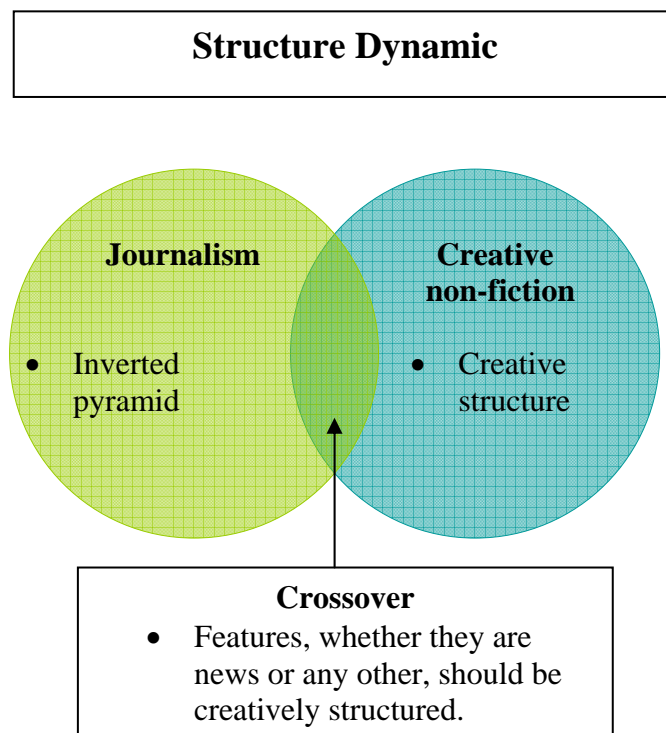 Structure Dynamic
Journalism
• Inverted
pyramid
Creative
non-fiction
• Creative
structure
Crossover
• Features, whether they are
news or any other, should be
creatively structured.